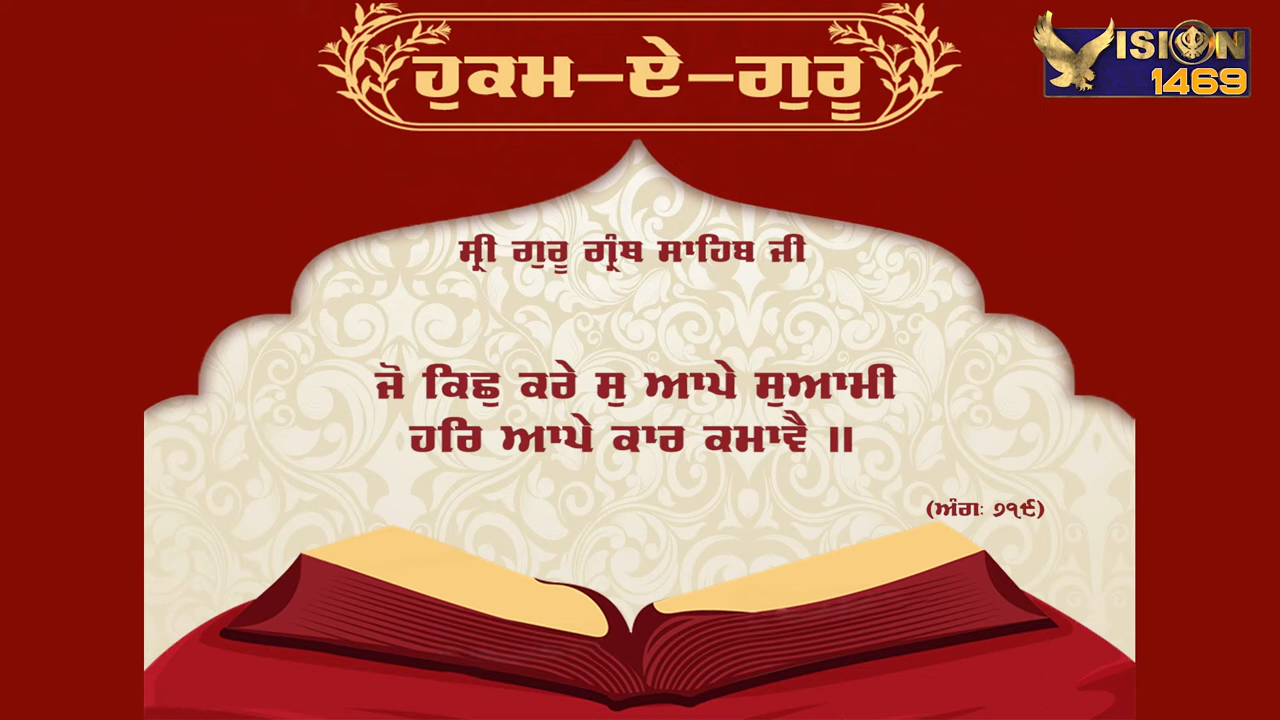 ਹੁਕਮ–ਏ–ਗੁਰੂ
VISION
1469
ਸ੍ਰੀ ਗੁਰੂ ਗ੍ਰੰਥ ਸਾਹਿਬ ਜੀ
ਜੋ ਕਿਛੁ ਕਰੇ ਸੁ ਆਪੇ ਸੁਆਮੀ
ਹਰਿ ਆਪੇ ਕਾਰ ਕਮਾਵੈ ॥
(ਅੰਗ: ੭੧੯)